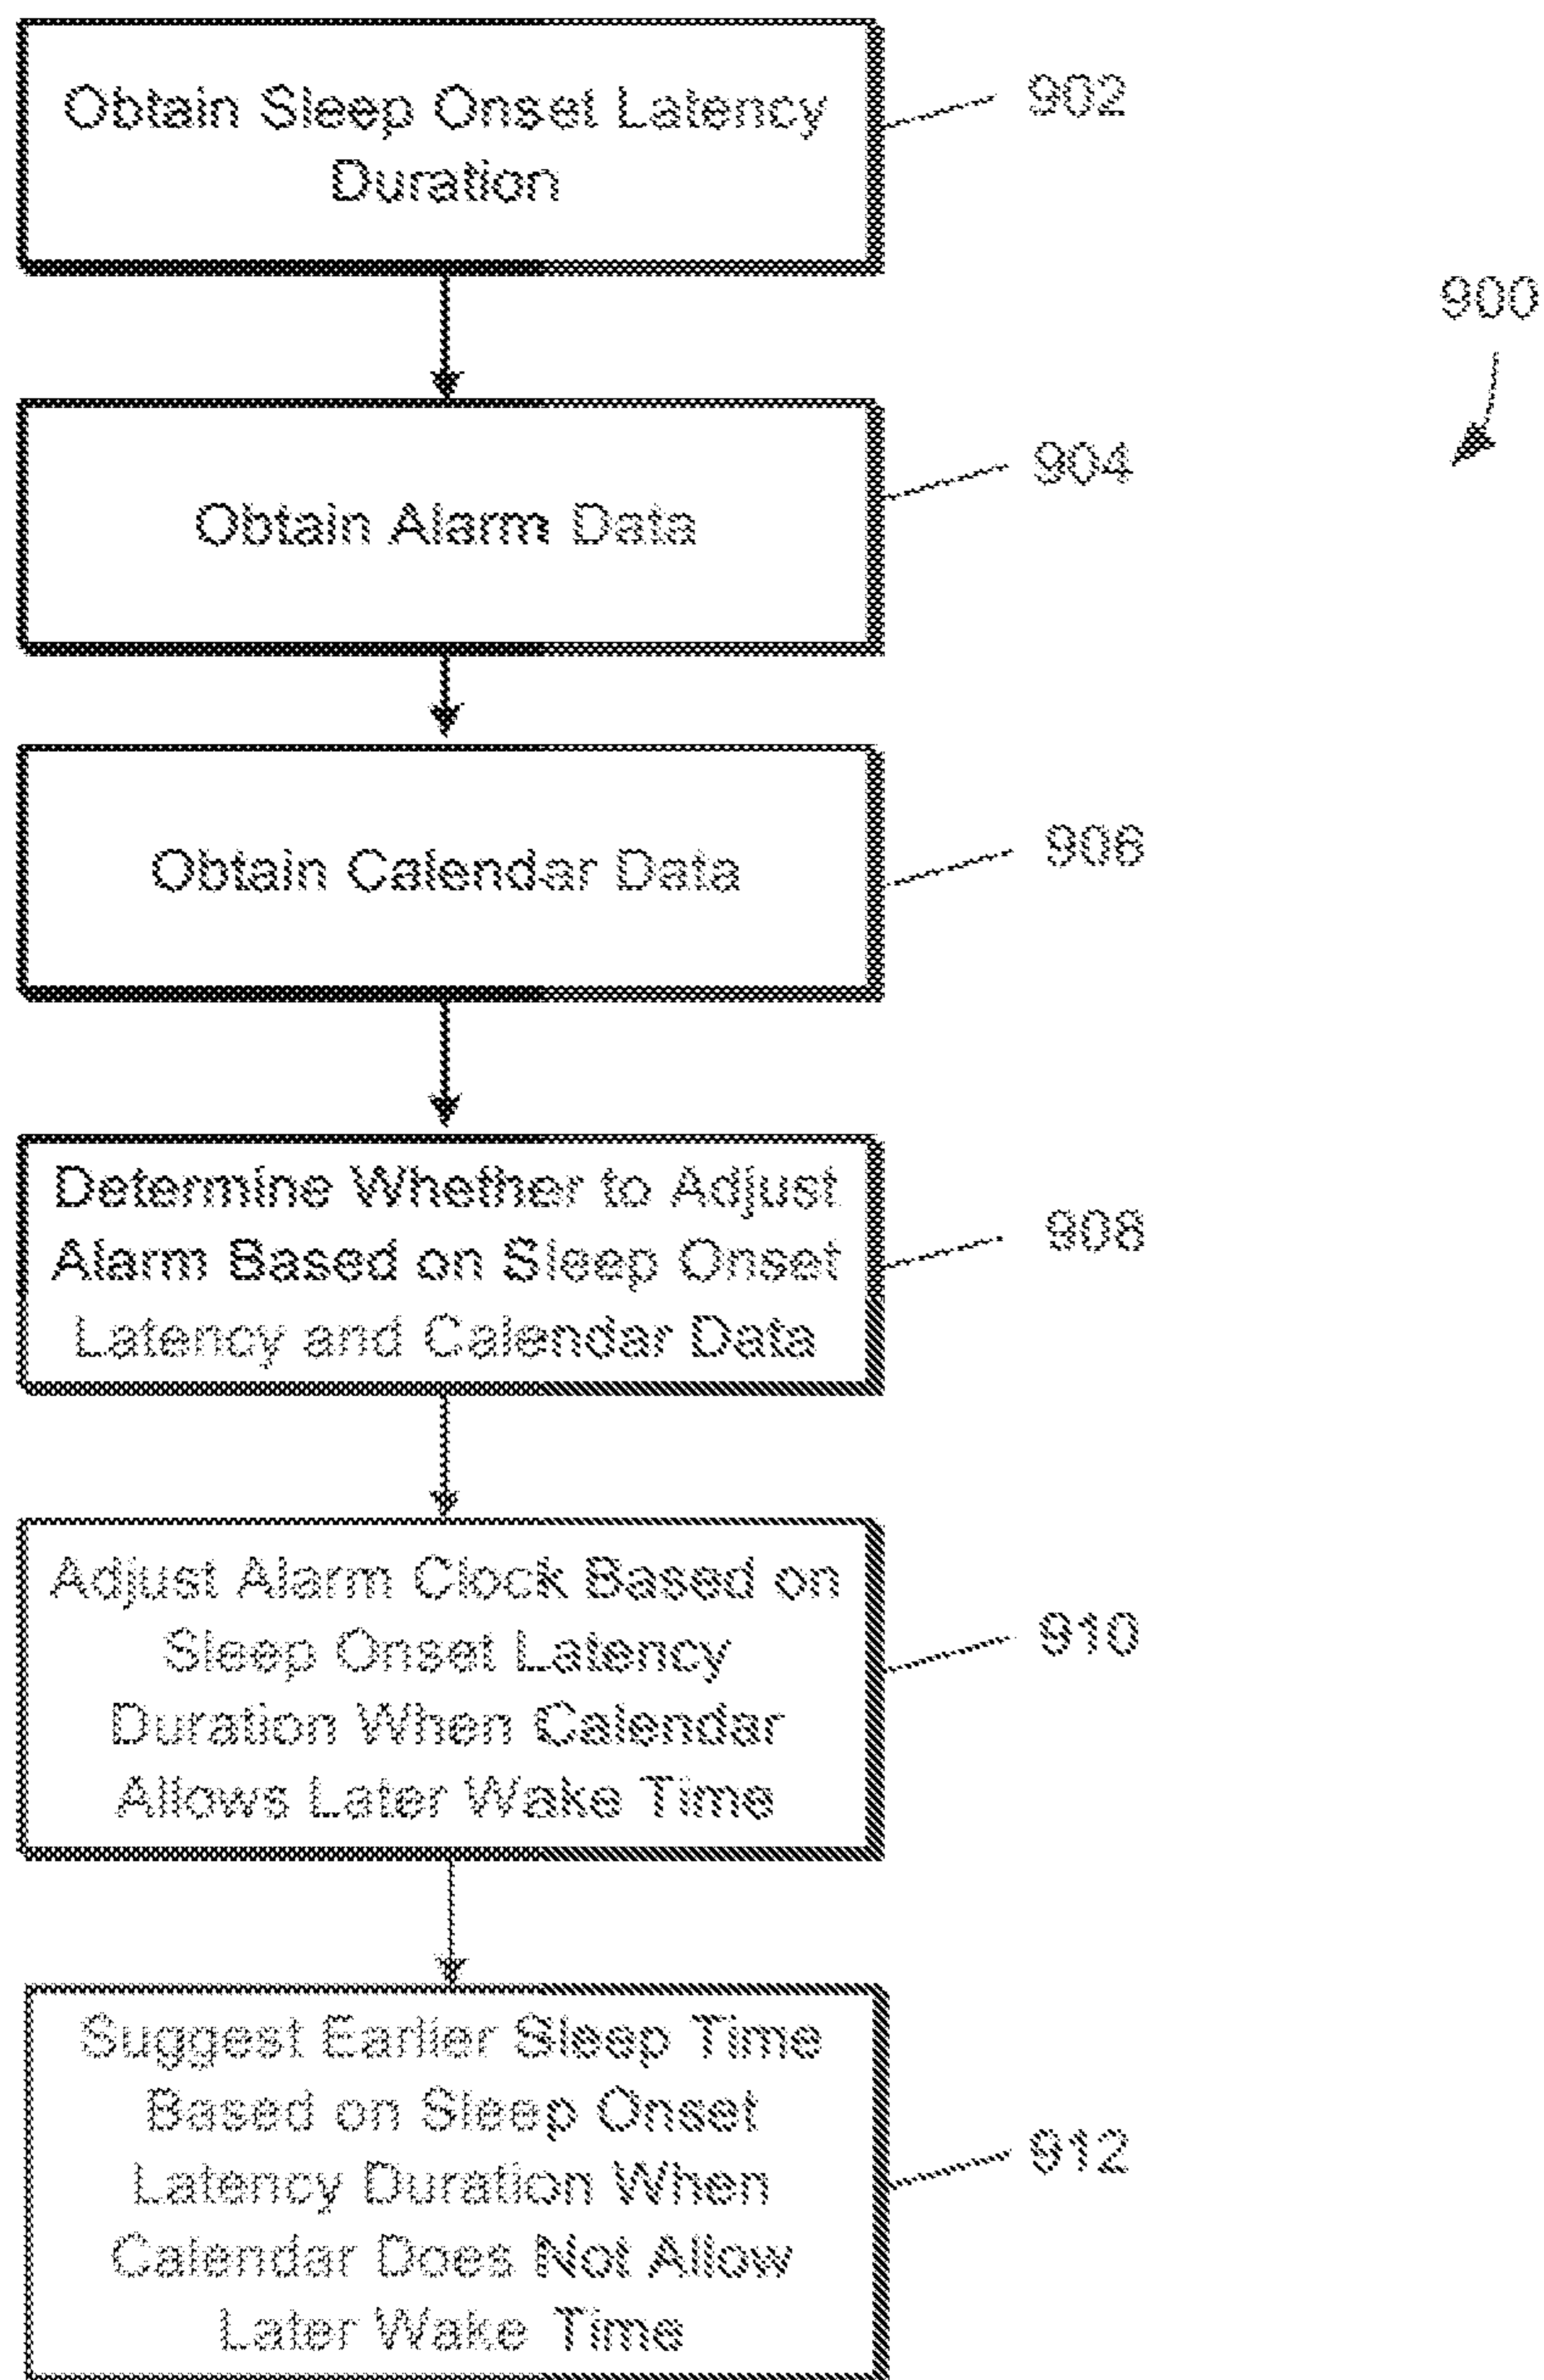 Obtain Sleep Onset Latency
Duration
902
900
Obtain Alarm Data
904
Obtain Calendar Data
906
Determine Whether to Adjust
Alarm Based on Sleep Onset
Latency and Calendar Data
908
Adjust Alarm Clock Based on
Sleep Onset Latency
Duration When Calendar
Allows Later Wake Time
910
Suggest Earlier Sleep Time
Based on Sleep Onset
Latency Duration When
Calendar Does Not Allow
Later Wake Time
912